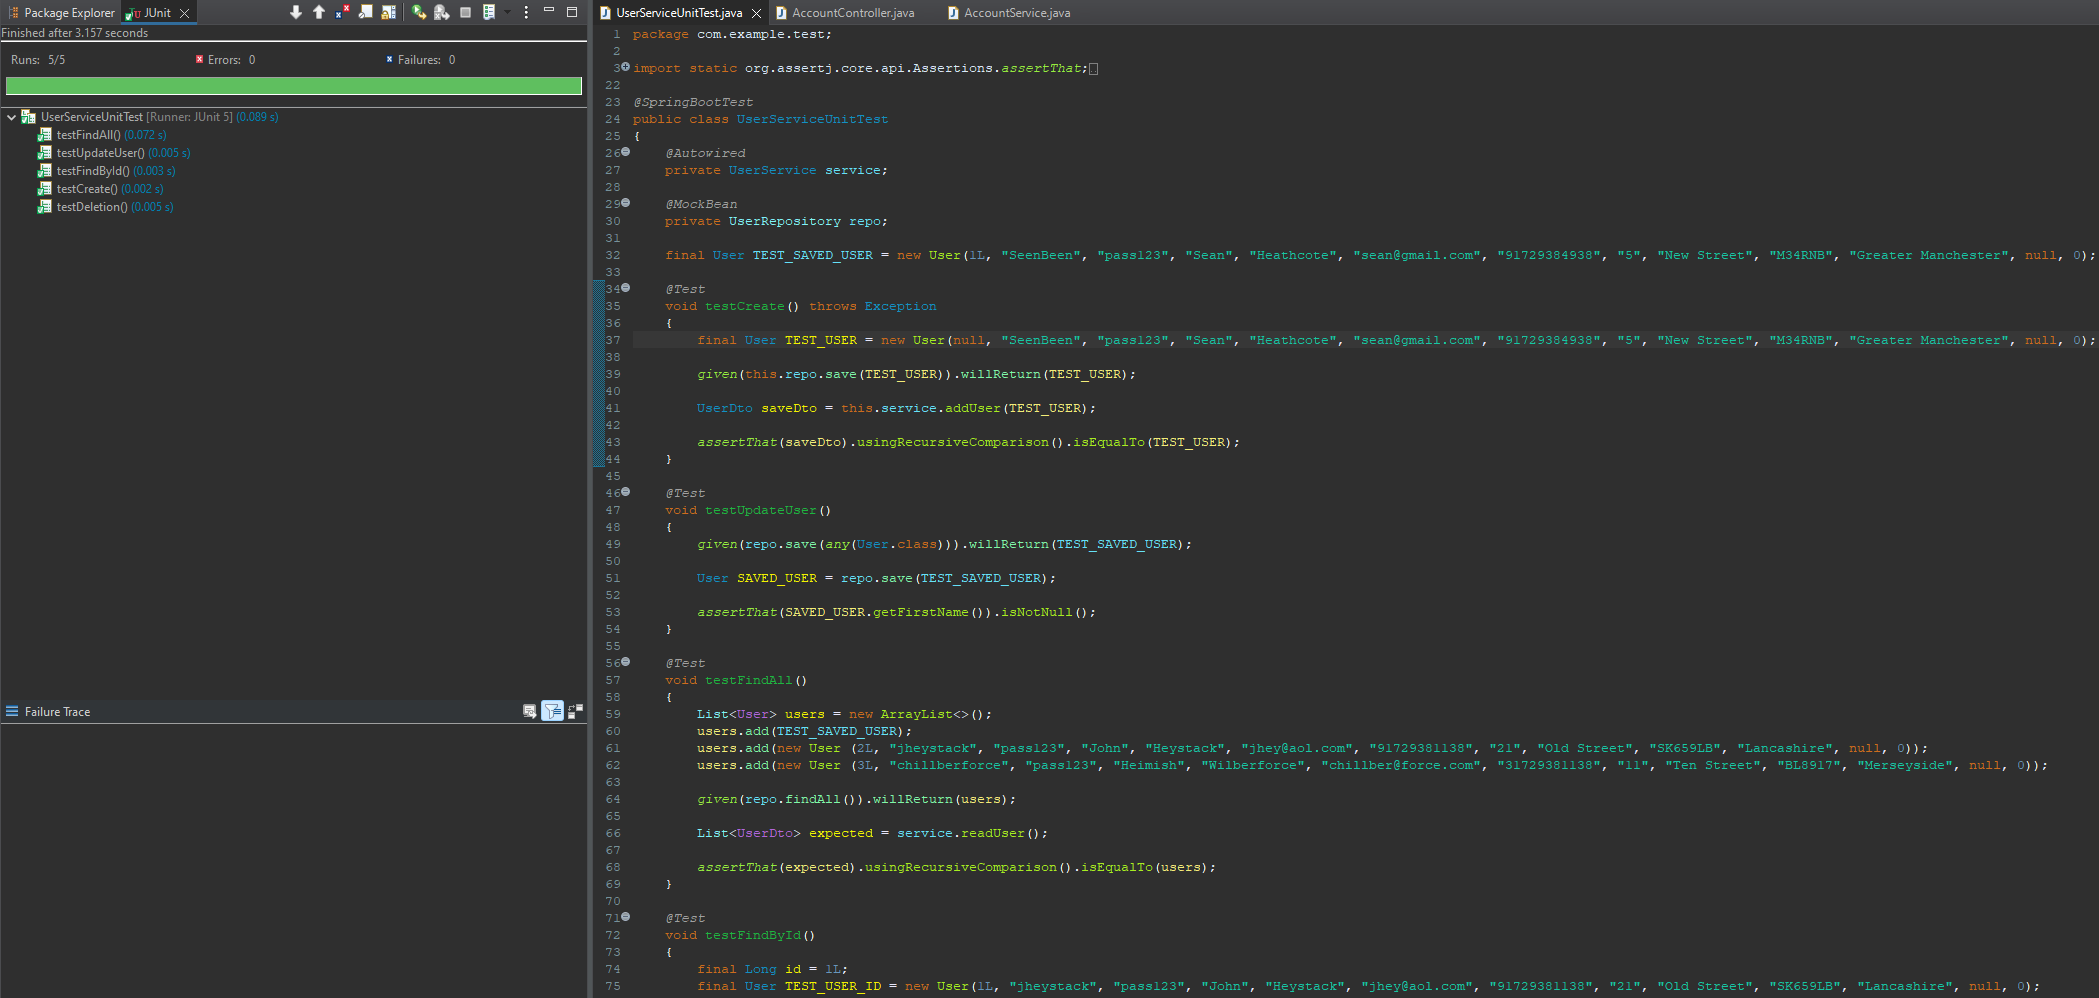 Package Explorer JUnit
Finished after 3.157 seconds
Runs: 5/5 Errors: 0 Failures: 0
UserServiceUnitTest [Runner: JUnit 5] (0.089 s)
testFindAll() (0.072 s)
testUpdateUser() (0.005 s)
testFindById() (0.003 s)
testCreate() (0.002 s)
testDeletion() (0.005 s)
Failure Trace
UserServiceUnitTest.java AccountController.java AccountService.java
1 package com.example.test;
2
3 import static org.assertj.core.api.Assertions.assertThat;
22
23 @SpringBootTest
24 public class UserServiceUnitTest
25 {
26 @Autowired
27 private UserService service;
28
29 @MockBean
30 private UserRepository repo;
31
32 final User TEST_SAVED_USER = new User(1L, "SeenBeen", "pass123", "Sean", "Heathcote", "sean@gmail.com", "91729384938", "5", "New Street", "M34RNB", "Greater Manchester", null, 0);
33
34 @Test
35 void testCreate() throws Exception
36 {
37 final User TEST_USER = new User(null, "SeenBeen", "pass123", "Sean", "Heathcote", "sean@gmail.com", "91729384938", "5", "New Street", "M34RNB", "Greater Manchester", null, 0);
38
39 given(this.repo.save(TEST_USER)).willReturn(TEST_USER);
40
41 UserDto saveDto = this.service.addUser(TEST_USER);
42
43 assertThat(saveDto).usingRecursiveComparison().isEqualTo(TEST_USER);
44 }
45
46 @Test
47 void testUpdateUser()
48 {
49 given(repo.save(any(User.class))).willReturn(TEST_SAVED_USER);
50
51 User SAVED_USER = repo.save(TEST_SAVED_USER);
52
53 assertThat(SAVED_USER.getFirstName()).isNotNull();
54 }
55
56 @Test
57 void testFindAll()
58 {
59 List<User> users = new ArrayList<>();
60 users.add(TEST_SAVED_USER);
61 users.add(new User (2L, "jheystack", "pass123", "John", "Heystack", "jhey@aol.com", "91729381138", "21", "Old Street", "SK659LB", "Lancashire", null, 0));
62 users.add(new User (3L, "chillberforce", "pass123", "Heimish", "Wilberforce", "chillber@force.com", "31729381138", "11", "Ten Street", "BL8917", "Merseyside", null, 0));
63
64 given(repo.findAll()).willReturn(users);
65
66 List<UserDto> expected = service.readUser();
67
68 assertThat(expected).usingRecursiveComparison().isEqualTo(users);
69 }
70
71 @Test
72 void testFindById()
73 {
74 final Long id = 1L;
75 final User TEST_USER_ID = new User(1L, "jheystack", "pass123", "John", "Heystack", "jhey@aol.com", "91729381138", "21", "Old Street", "SK659LB", "Lancashire", null, 0);